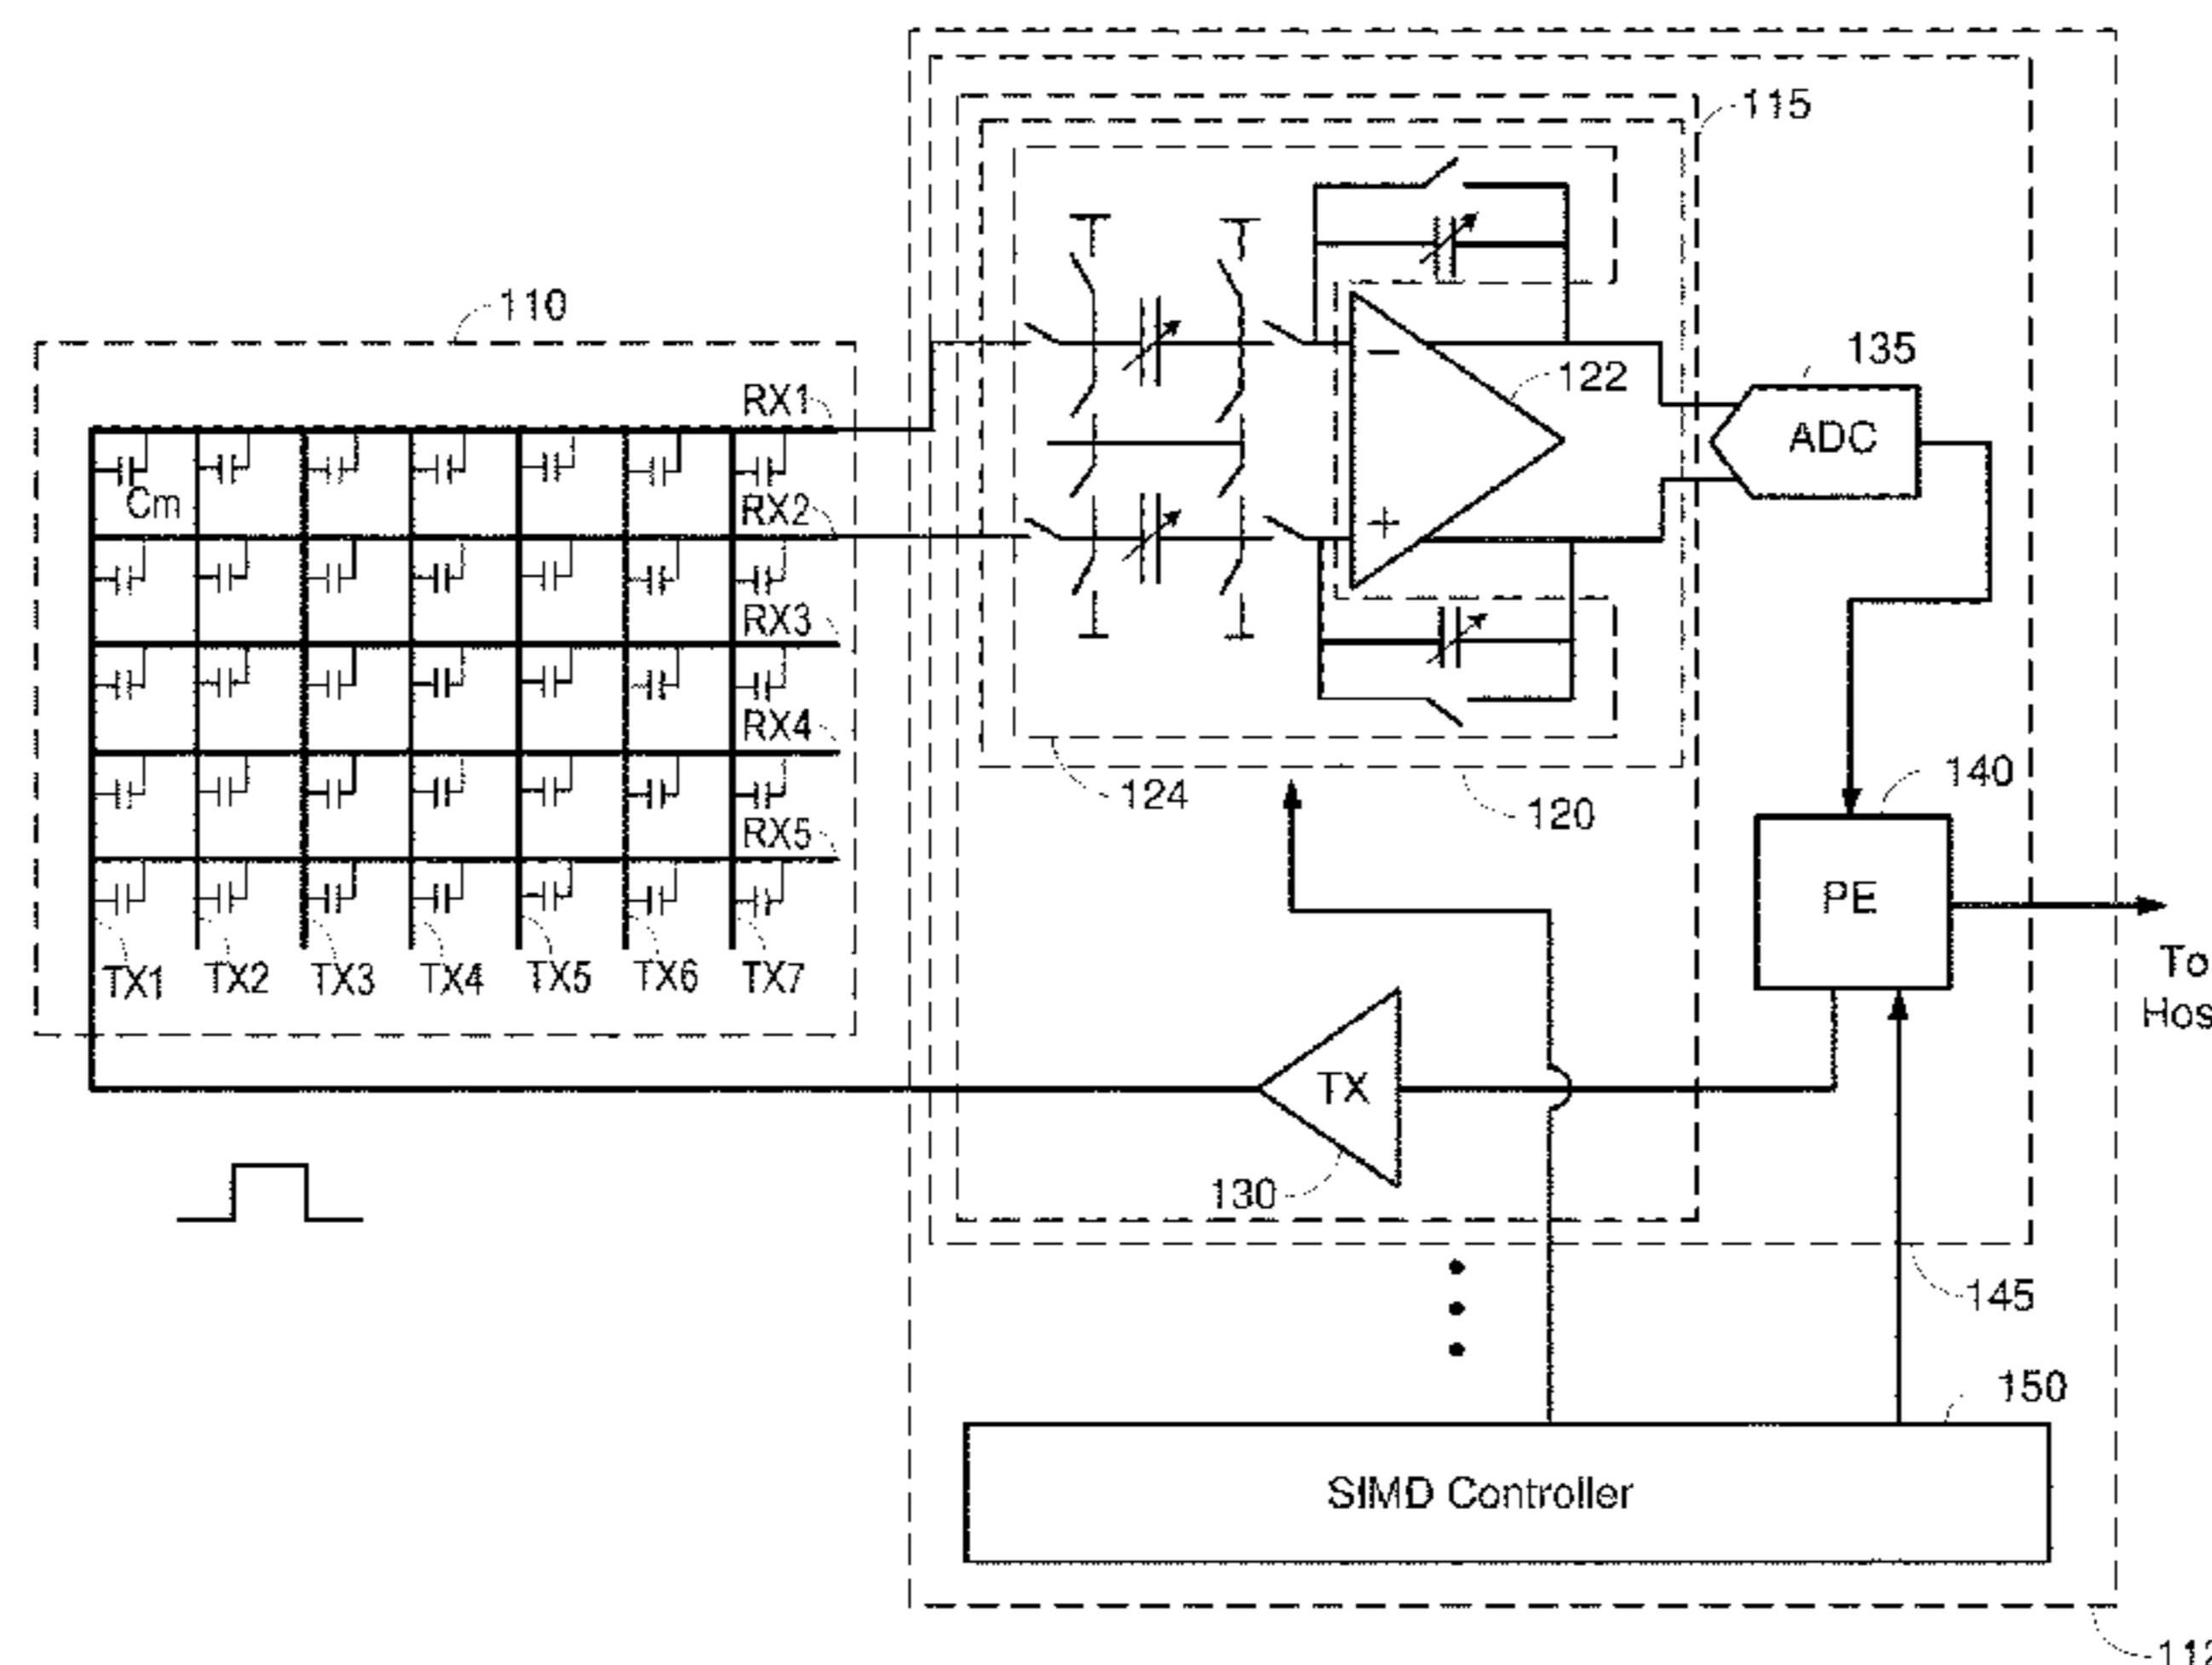 115
110
122
135
ADC
RX1
Cm
RX2
RX3
RX4
RX5
124
120
140
PE
TX1 TX2 TX3 TX4 TX5 TX6 TX7
To
Hos
TX
130
145
150
SIMD Controller
112
−
+